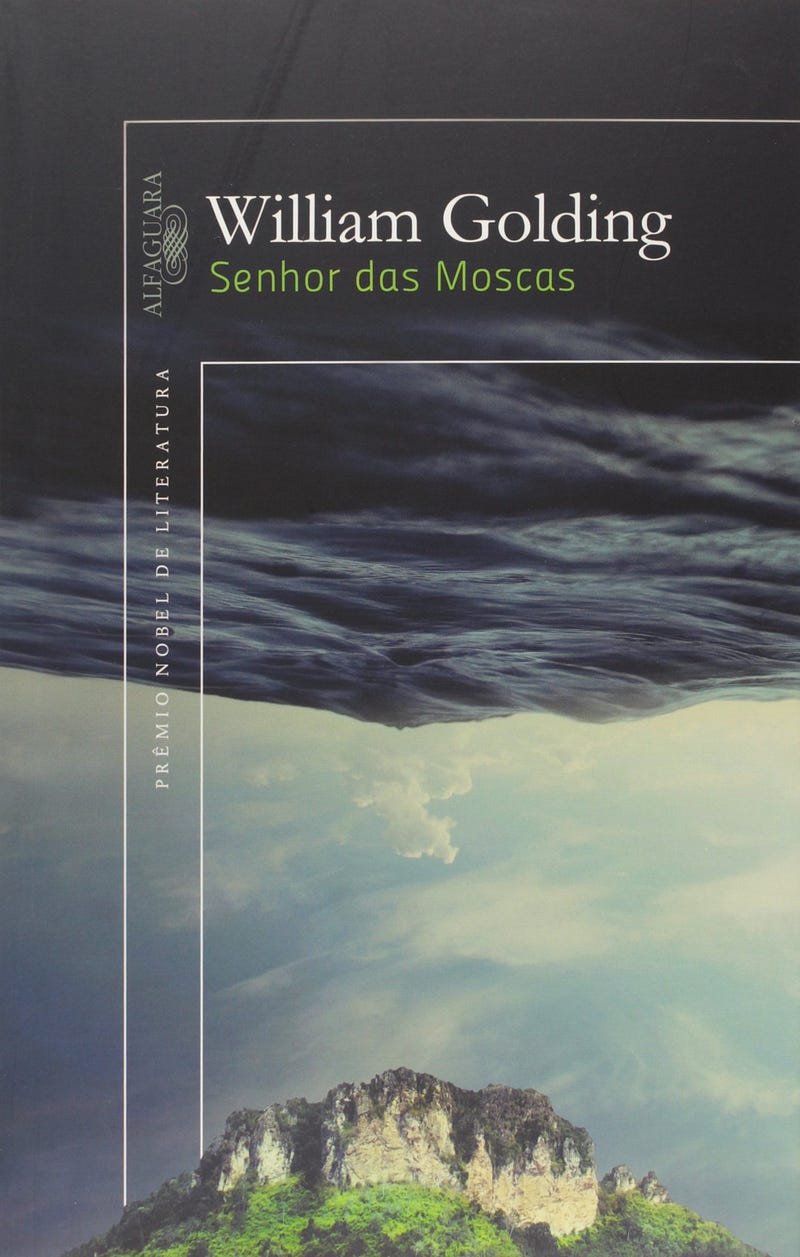 ALFAGUARA
William Golding
Senhor das Moscas
PRÊMIO NOBEL DE LITERATURA